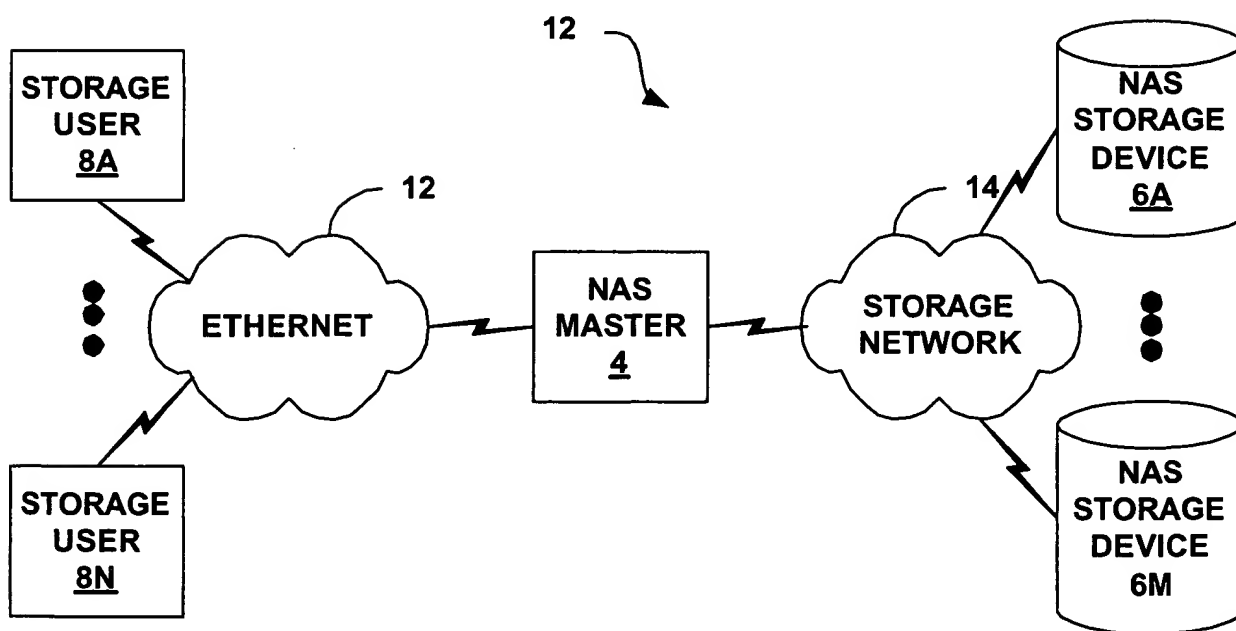 12
STORAGE
USER
8A
12
ETHERNET
NAS
MASTER
4
14
STORAGE
NETWORK
NAS
STORAGE
DEVICE
6A
STORAGE
USER
8N
NAS
STORAGE
DEVICE
6M